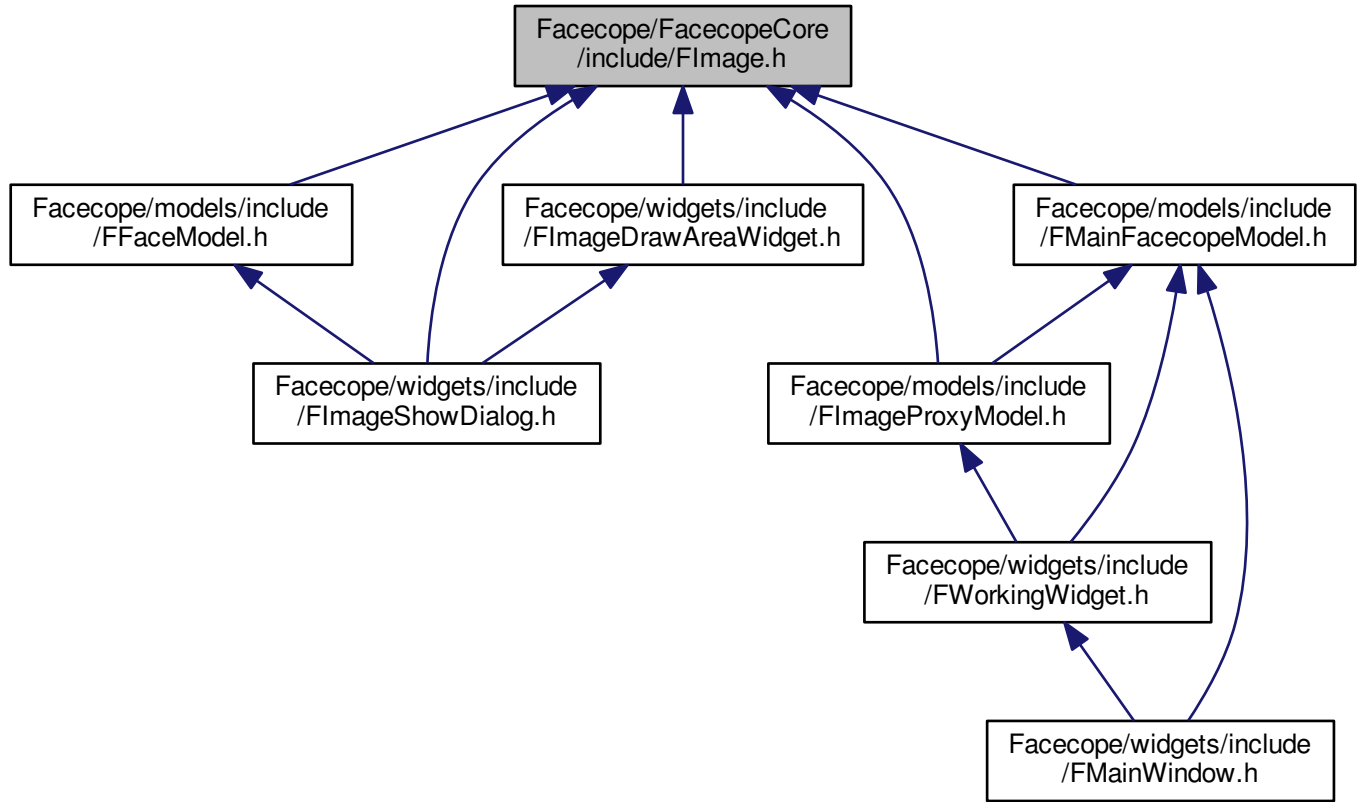 Facecope/FacecopeCore
/include/FImage.h
Facecope/models/include
/FFaceModel.h
Facecope/widgets/include
/FImageDrawAreaWidget.h
Facecope/models/include
/FMainFacecopeModel.h
Facecope/widgets/include
/FImageShowDialog.h
Facecope/models/include
/FImageProxyModel.h
Facecope/widgets/include
/FWorkingWidget.h
Facecope/widgets/include
/FMainWindow.h